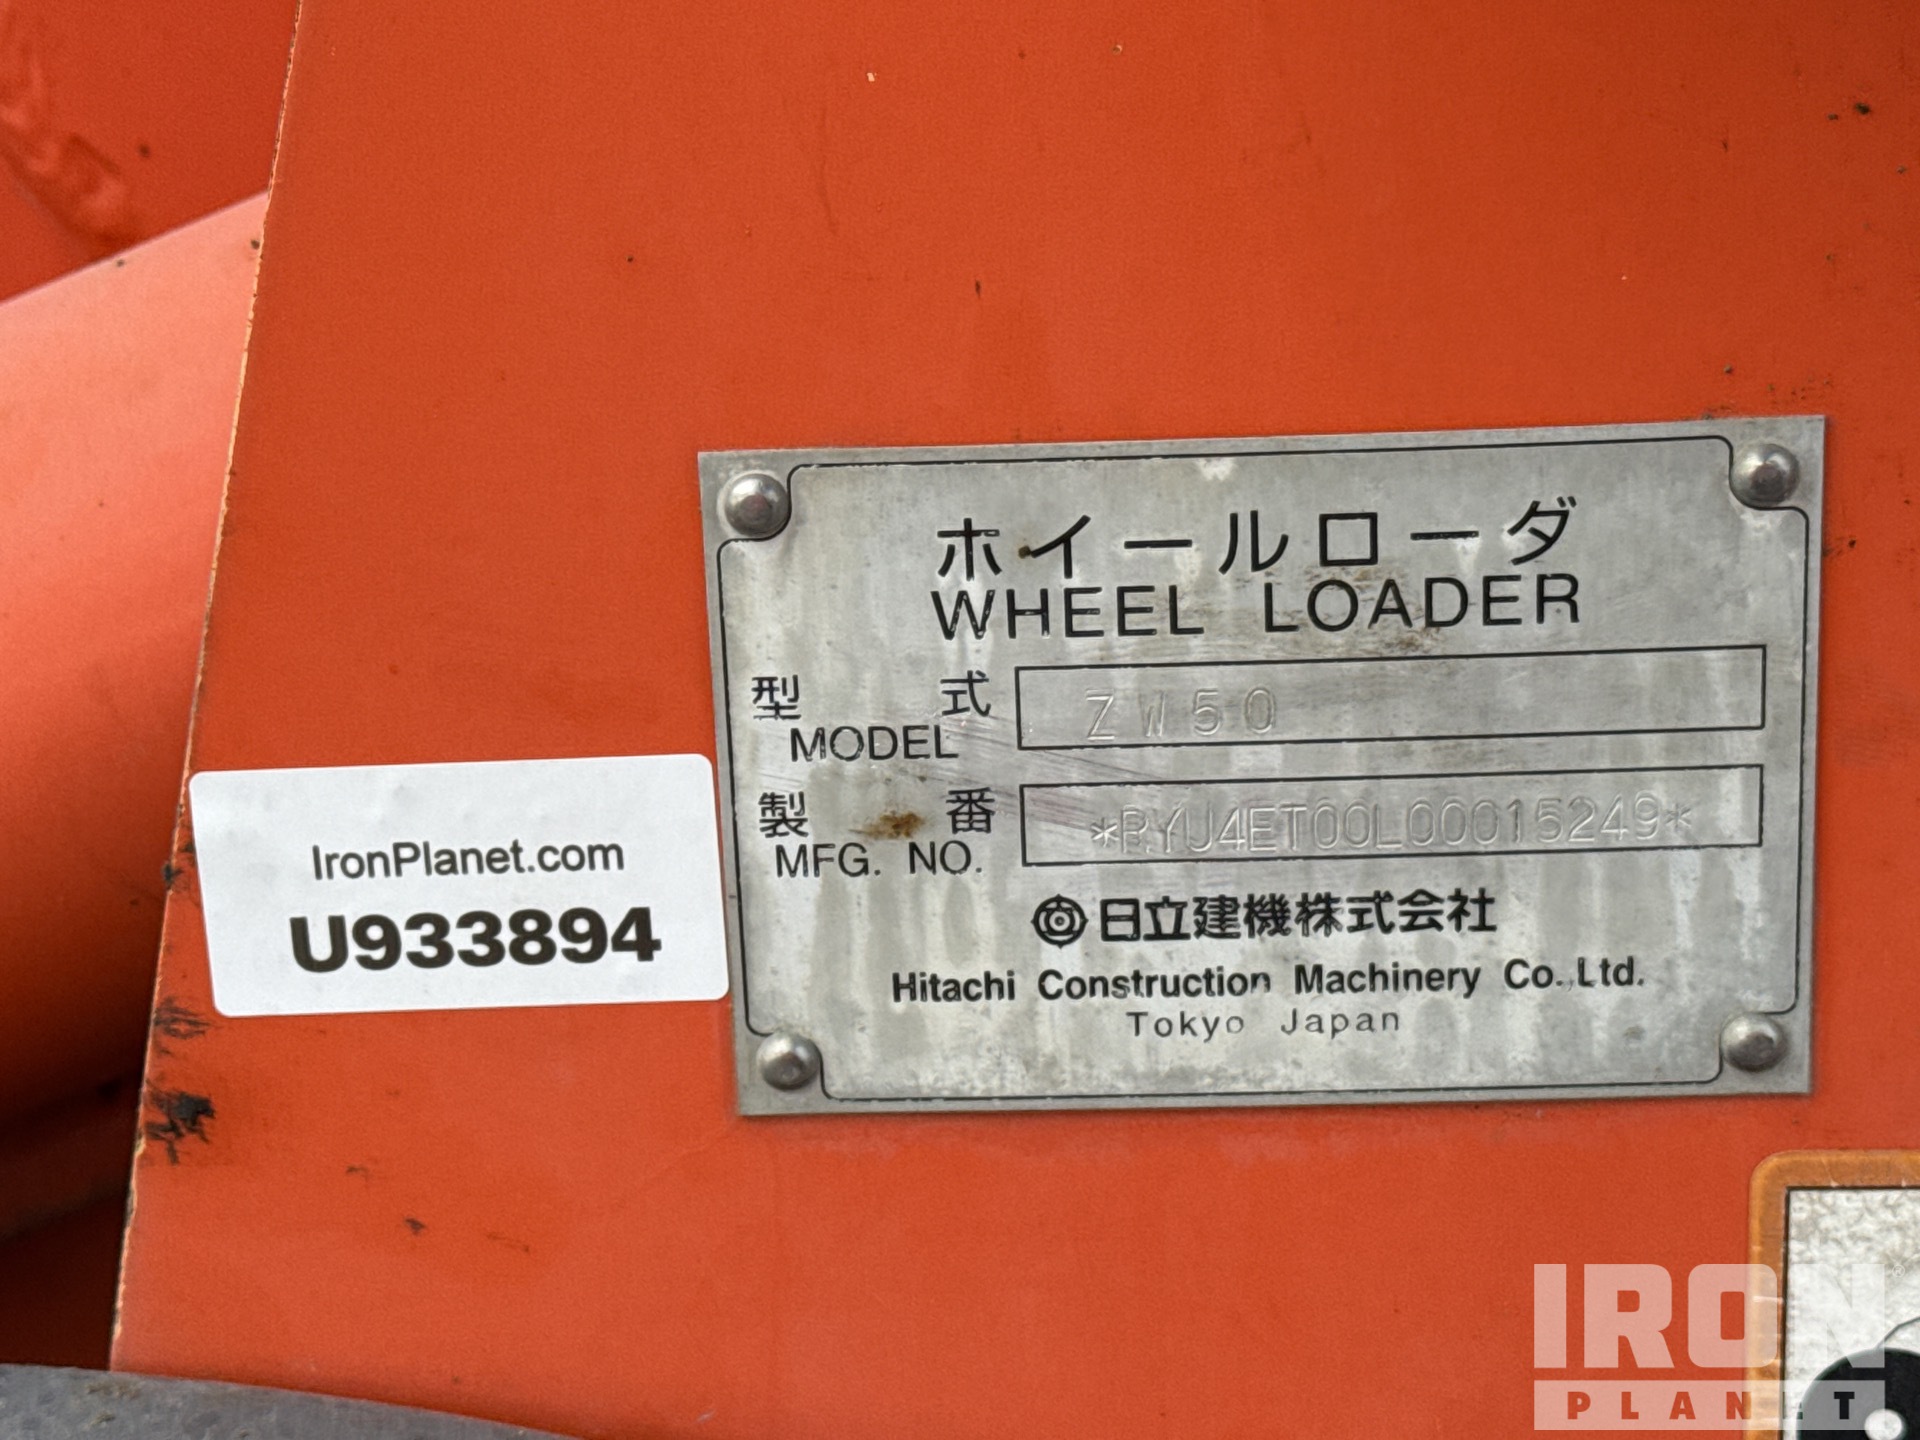 ホイールローダ
WHEEL LOADER
型式 ZW50
MODEL
製番 *RYU4ET00L00015249*
MFG. NO.
日立建機株式会社
Hitachi Construction Machinery Co.,Ltd.
Tokyo Japan
IronPlanet.com
U933894
IRON
PLANET